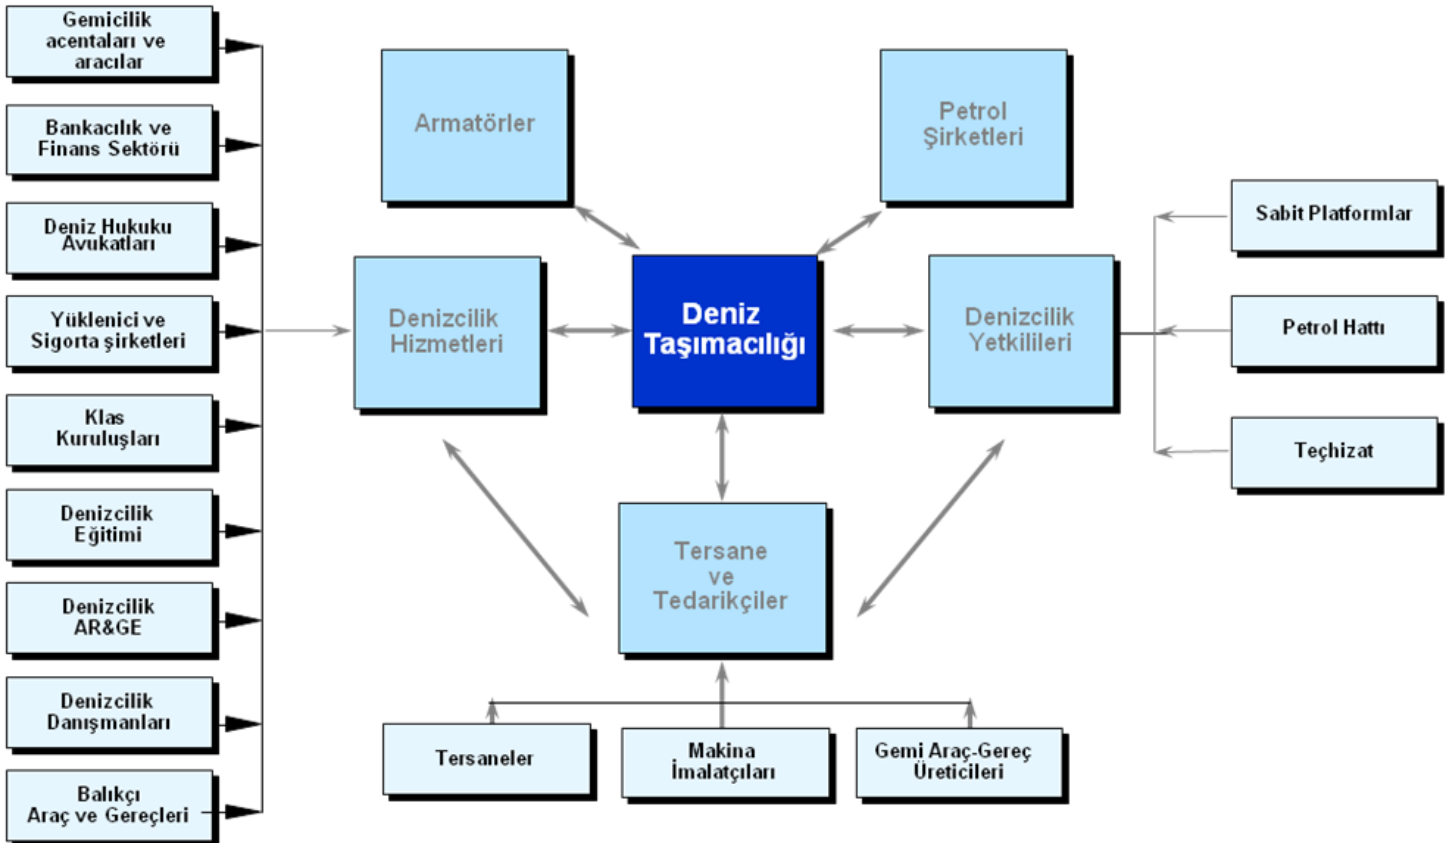 Gemicilik
acentaları ve
aracılar
Bankacılık ve
Finans Sektörü
Deniz Hukuku
Avukatları
Yüklenici ve
Sigorta şirketleri
Klas
Kuruluşları
Denizcilik
Eğitimi
Denizcilik
AR&GE
Denizcilik
Danışmanları
Balıkçı
Araç ve Gereçleri
Armatörler
Petrol
Şirketleri
Denizcilik
Hizmetleri
Deniz
Taşımacılığı
Denizcilik
Yetkilileri
Tersane
ve
Tedarikçiler
Tersaneler
Makina
İmalatçıları
Gemi Araç-Gereç
Üreticileri
Sabit Platformlar
Petrol Hattı
Teçhizat